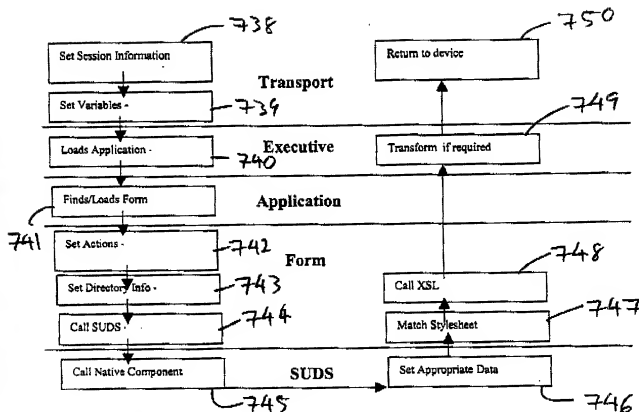 738
750
Set Session Information
Return to device
Transport
Set Variables -
739
749
Loads Application -
Executive
Transform if required
740
Finds/Loads Form
Application
741
Set Actions -
742
Form
748
Set Directory Info -
743
Call XSL
747
Call SUDS -
744
Match Stylesheet
Call Native Component
SUDS
Set Appropriate Data
745
746